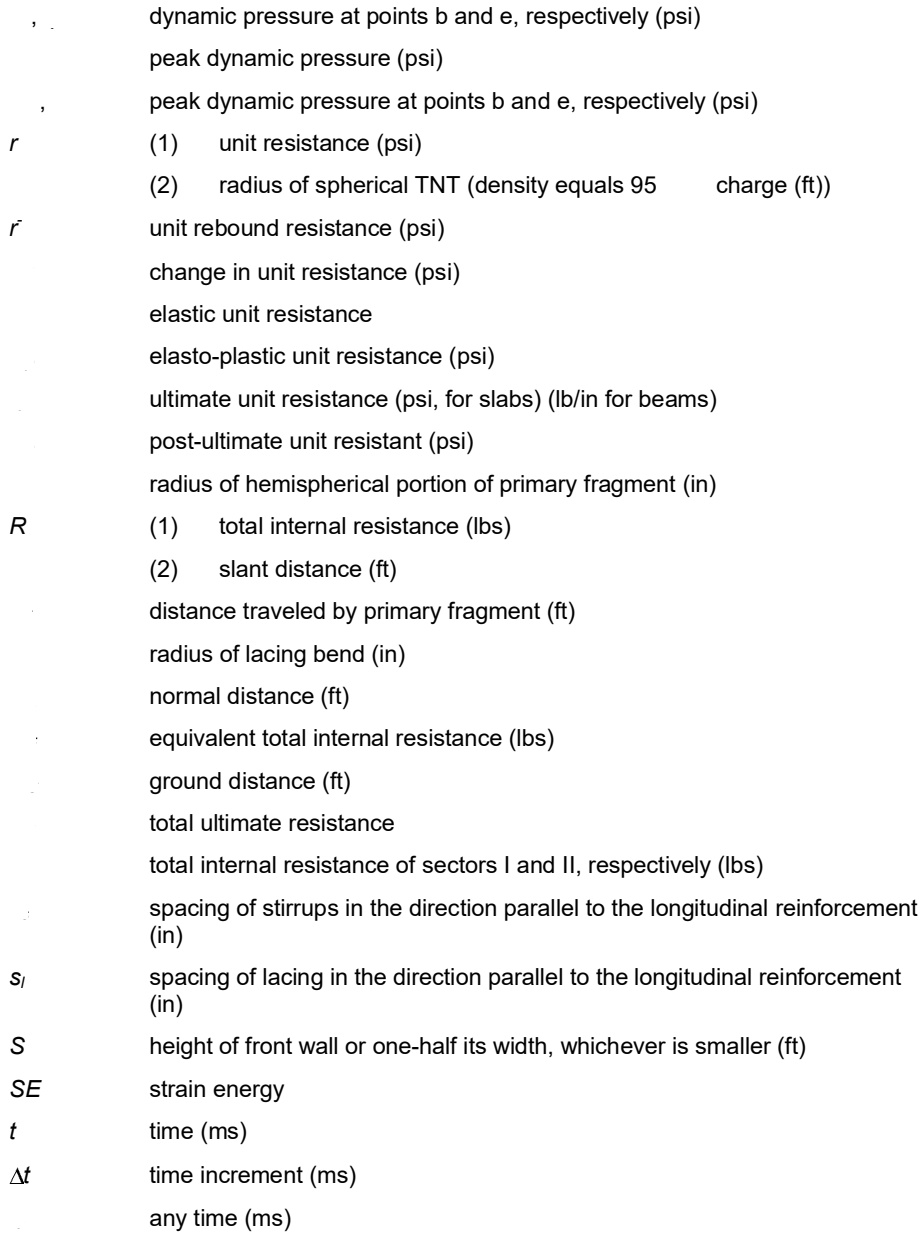 , dynamic pressure at points b and e, respectively (psi)
peak dynamic pressure (psi)
, peak dynamic pressure at points b and e, respectively (psi)
r (1) unit resistance (psi)
(2) radius of spherical TNT (density equals 95 charge (ft))
r⁻ unit rebound resistance (psi)
change in unit resistance (psi)
elastic unit resistance
elasto-plastic unit resistance (psi)
ultimate unit resistance (psi, for slabs) (lb/in for beams)
post-ultimate unit resistant (psi)
radius of hemispherical portion of primary fragment (in)
R (1) total internal resistance (lbs)
(2) slant distance (ft)
distance traveled by primary fragment (ft)
radius of lacing bend (in)
normal distance (ft)
equivalent total internal resistance (lbs)
ground distance (ft)
total ultimate resistance
total internal resistance of sectors I and II, respectively (lbs)
spacing of stirrups in the direction parallel to the longitudinal reinforcement
(in)
sₗ spacing of lacing in the direction parallel to the longitudinal reinforcement
(in)
S height of front wall or one-half its width, whichever is smaller (ft)
SE strain energy
t time (ms)
Δt time increment (ms)
any time (ms)